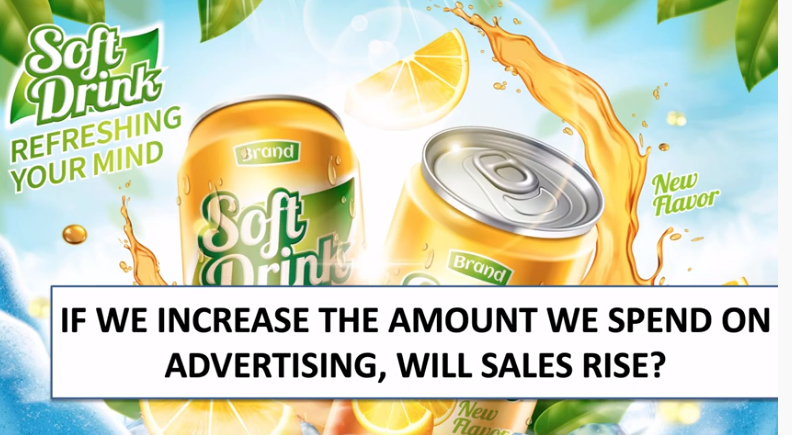 Soft
Drink
REFRESHING
YOUR MIND
Brand
Soft
Drink
New
Flavor
Brand
IF WE INCREASE THE AMOUNT WE SPEND ON
ADVERTISING, WILL SALES RISE?
New
Flavor